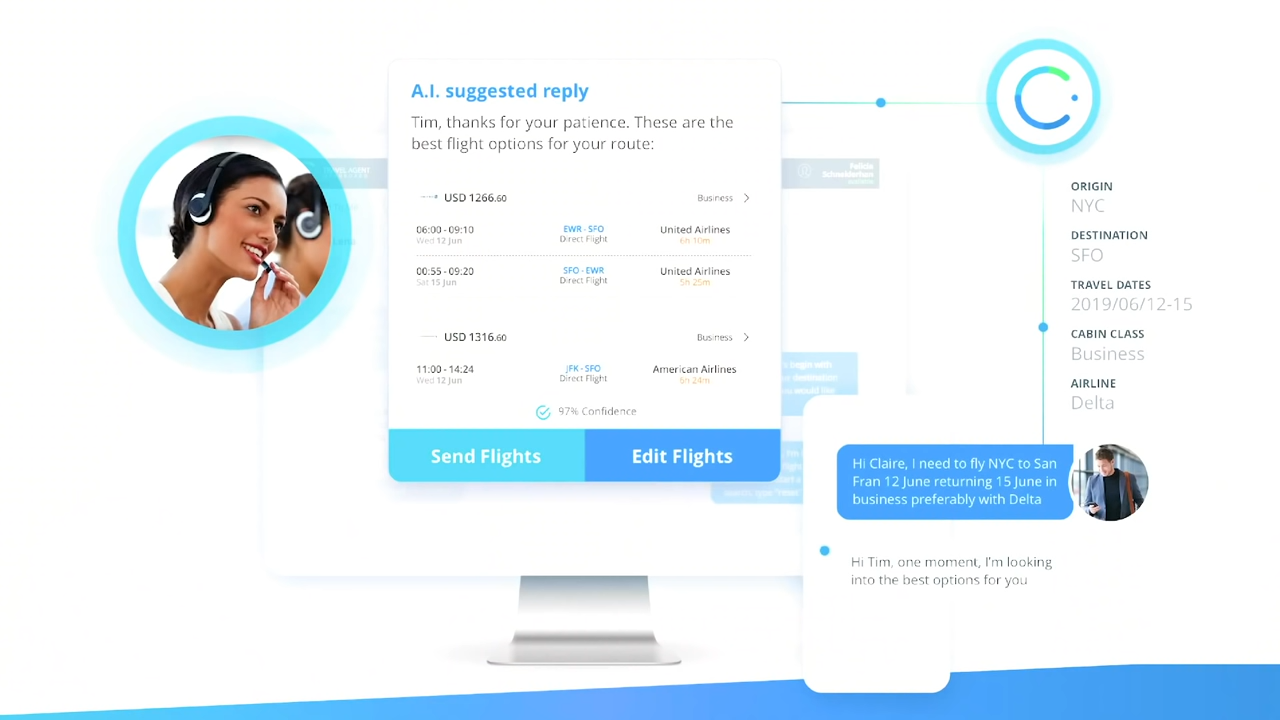 A.I. suggested reply
Tim, thanks for your patience. These are the
best flight options for your route:
USD 1266.60
Business
06:00 - 09:10
EWR - SFO
United Airlines
Wed 12 Jun
Direct Flight
6h 10m
00:55 - 09:20
SFO - EWR
United Airlines
Sat 15 Jun
Direct Flight
5h 25m
USD 1316.60
Business
11:00 - 14:24
JFK - SFO
American Airlines
Wed 12 Jun
Direct Flight
6h 24m
97% Confidence
Send Flights
Edit Flights
TRAVEL AGENT
Felicia
ORIGIN
NYC
DESTINATION
SFO
TRAVEL DATES
2019/06/12-15
CABIN CLASS
Business
AIRLINE
Delta
Hi Claire, I need to fly NYC to San
Fran 12 June returning 15 June in
business preferably with Delta
Hi Tim, one moment, I'm looking
into the best options for you